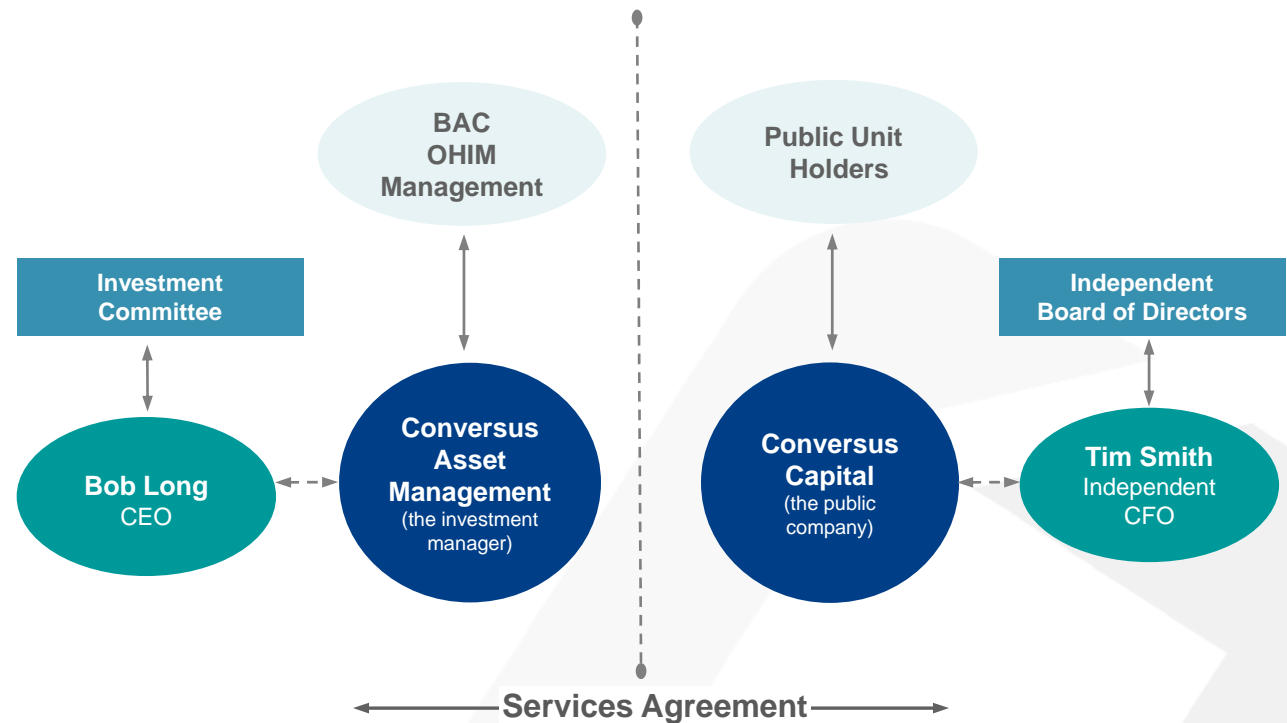 BAC
OHIM
Management
Public Unit
Holders
Investment
Committee
Independent
Board of Directors
Bob Long
CEO
Conversus
Asset
Management
(the investment
manager)
Conversus
Capital
(the public
company)
Tim Smith
Independent
CFO
Services Agreement